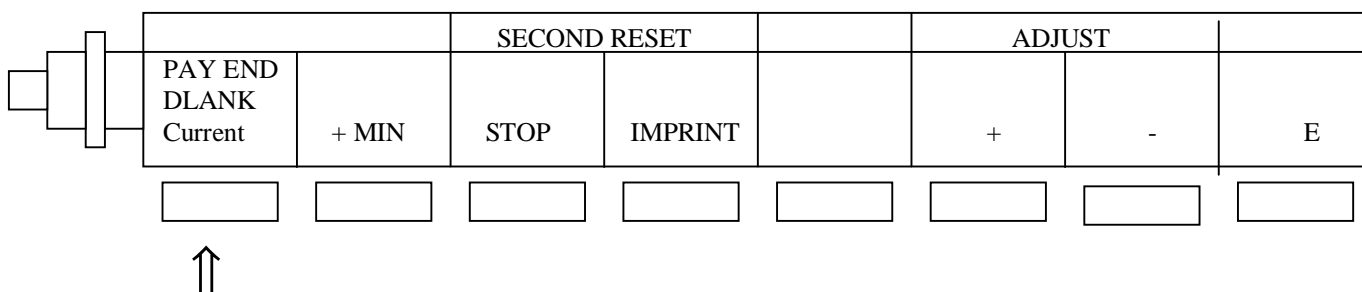 SECOND RESET
ADJUST
PAY END
DLANK
Current
+ MIN
STOP
IMPRINT
+
-
E